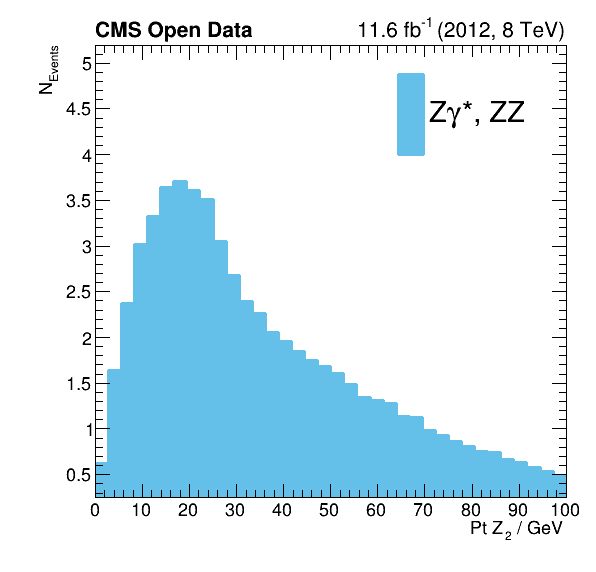 CMS Open Data
11.6 fb⁻¹ (2012, 8 TeV)
N_Events
5
4.5
4
3.5
3
2.5
2
1.5
1
0.5
Zγ*, ZZ
0 10 20 30 40 50 60 70 80 90 100
Pt Z₂ / GeV